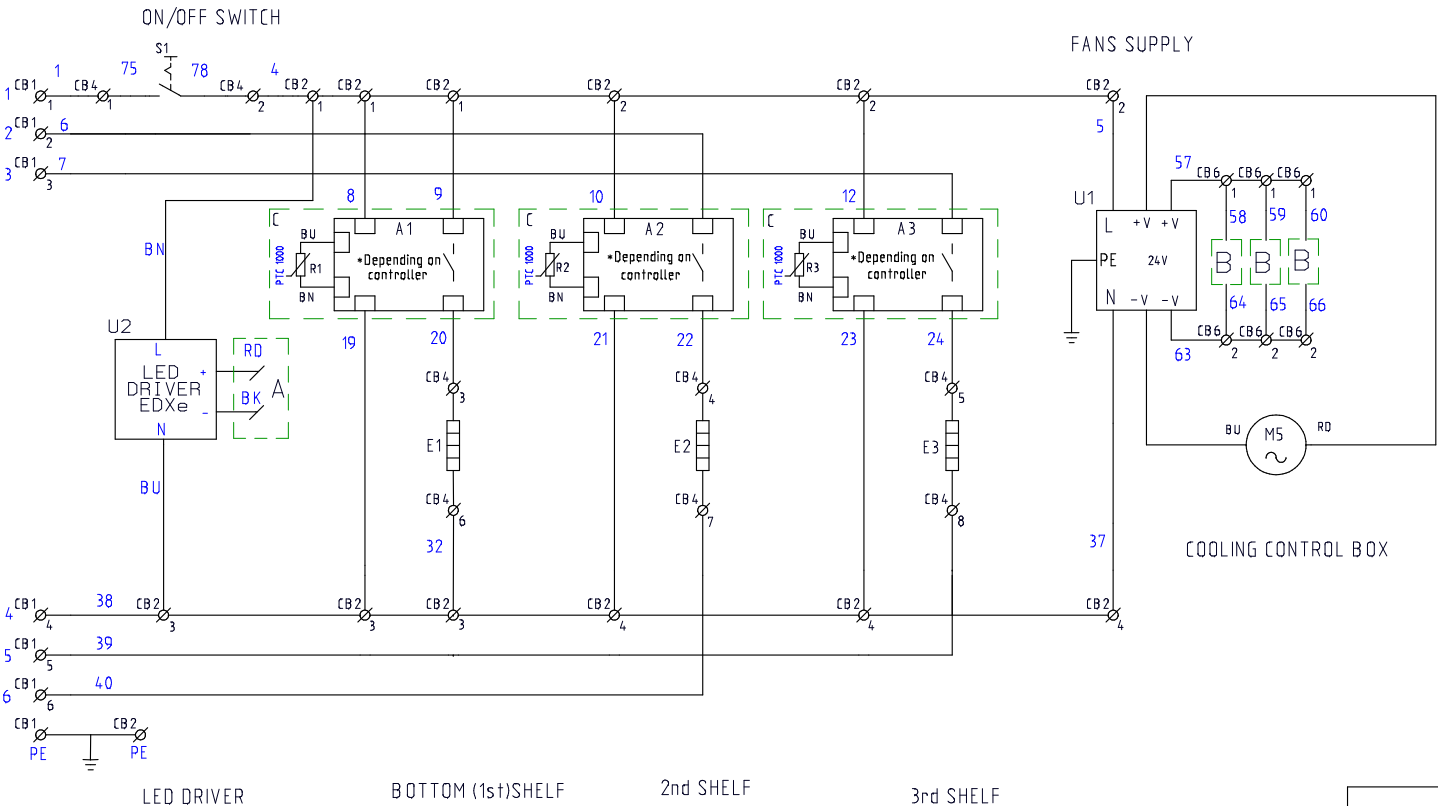 ON/OFF SWITCH
FANS SUPPLY
S1
1 CB1 1 1 CB4 1 75 78 CB4 2 4 CB2 1 CB2 1 CB2 1 CB2 2 CB2 2 CB2 2
2 CB1 2 6
5
3 CB1 3 7
57 CB6 1 CB6 1 CB6 1
8 9 10 12
U1
58 59 60
C A1 C A2 C A3
L +V +V
BN
BU BU BU
PTC 1000 R1 *Depending on
controller
PTC 1000 R2 *Depending on
controller
PTC 1000 R3 *Depending on
controller
PE 24V
B B B
BN BN BN
N -V -V
64 65 66
U2
19 20 21 22 23 24
63 CB6 2 CB6 2 CB6 2
L
LED
DRIVER
EDXe
N
+ RD
- BK
A
CB4 3 CB4 4 CB4 5
E1 E2 E3
BU M5 RD
BU
CB4 6 CB4 7 CB4 8
32
37
COOLING CONTROL BOX
4 CB1 4 38 CB2 3 CB2 3 CB2 3 CB2 4 CB2 4 CB2 4
5 CB1 5 39
6 CB1 6 40
CB1 CB2
PE PE
LED DRIVER
BOTTOM (1st)SHELF
2nd SHELF
3rd SHELF